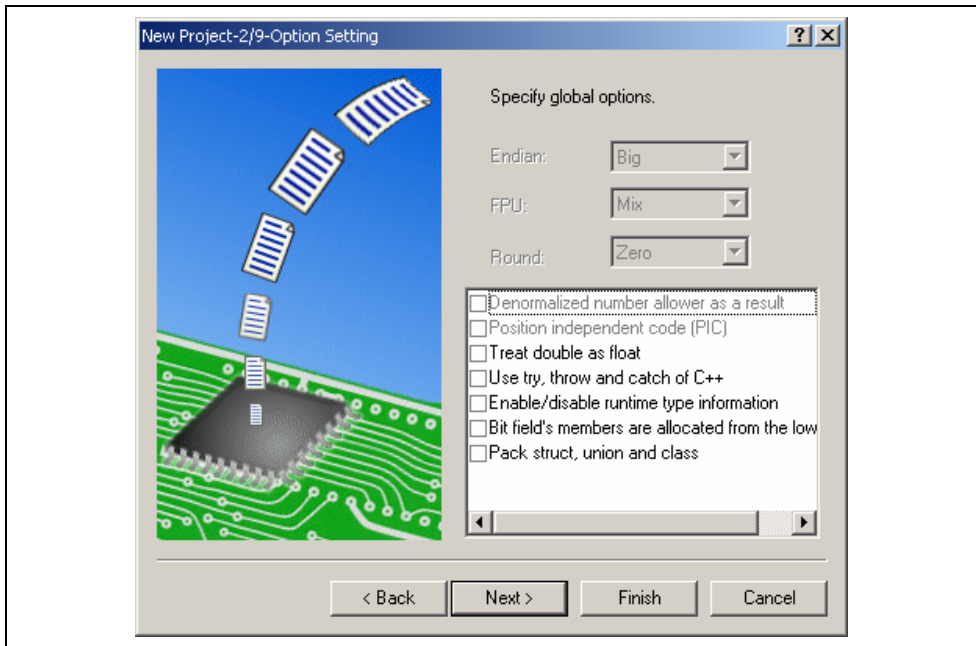 New Project-2/9-Option Setting
Specify global options.
Endian: Big
FPU: Mix
Round: Zero
Denormalized number allower as a result
Position independent code (PIC)
Treat double as float
Use try, throw and catch of C++
Enable/disable runtime type information
Bit field's members are allocated from the low
Pack struct, union and class
< Back Next > Finish Cancel